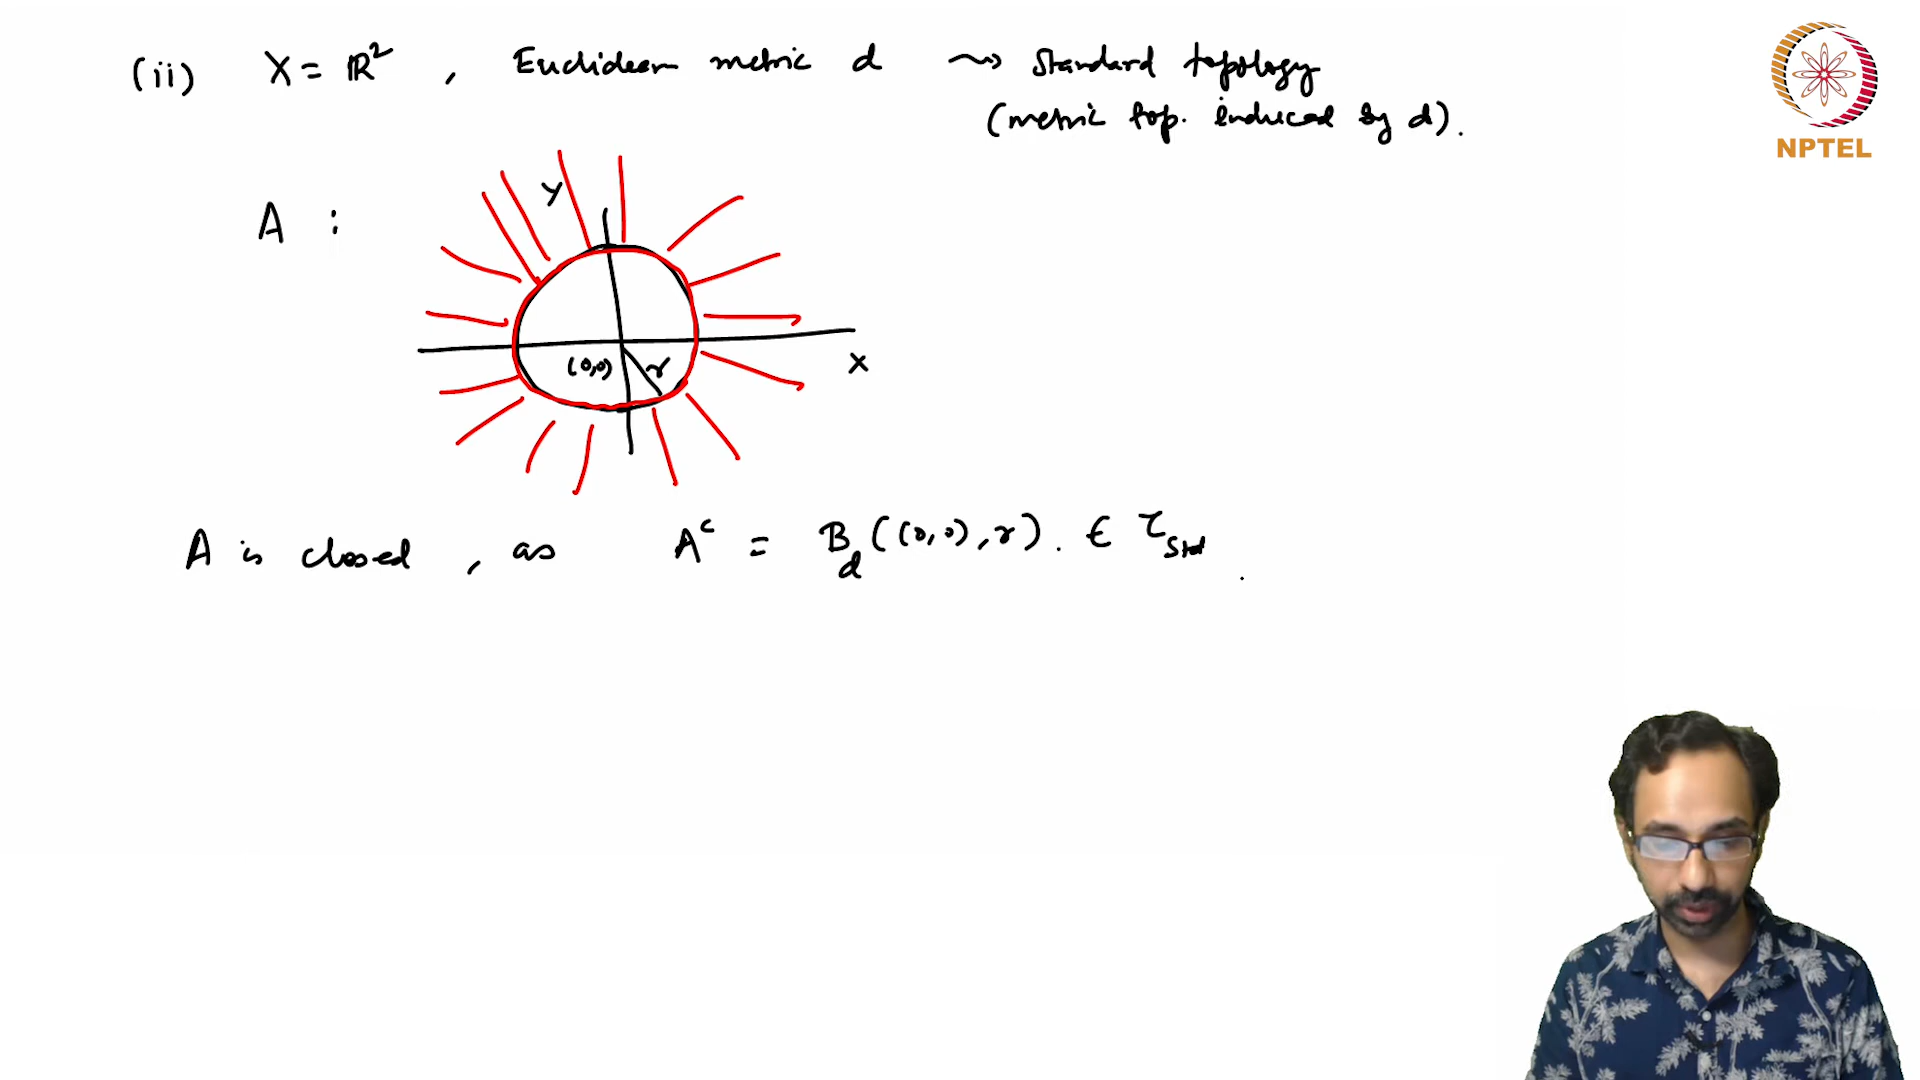 (ii) X = ℝ² , Euclidean metric d ⇝ Standard topology
(metric top. induced by d).
NPTEL
A :
y
(0,0) r
x
A is closed , as Aᶜ = B_d((0,0), r). ∈ τ_Std .